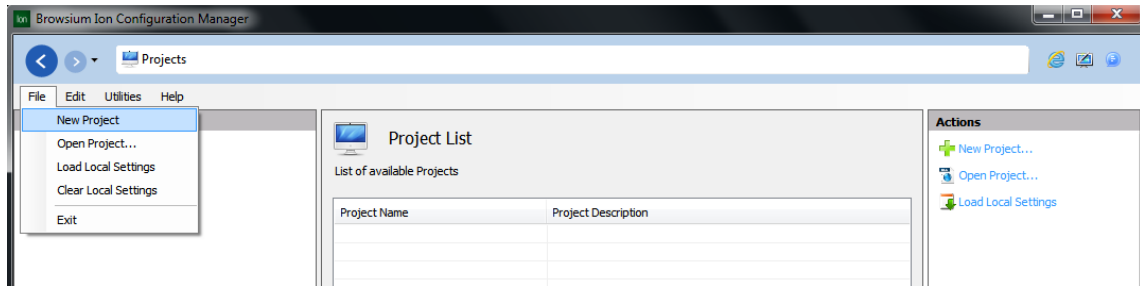 Ion Browsium Ion Configuration Manager
Projects
File Edit Utilities Help
New Project
Open Project...
Load Local Settings
Clear Local Settings
Exit
Project List
List of available Projects
Project Name Project Description
Actions
New Project...
Open Project...
Load Local Settings